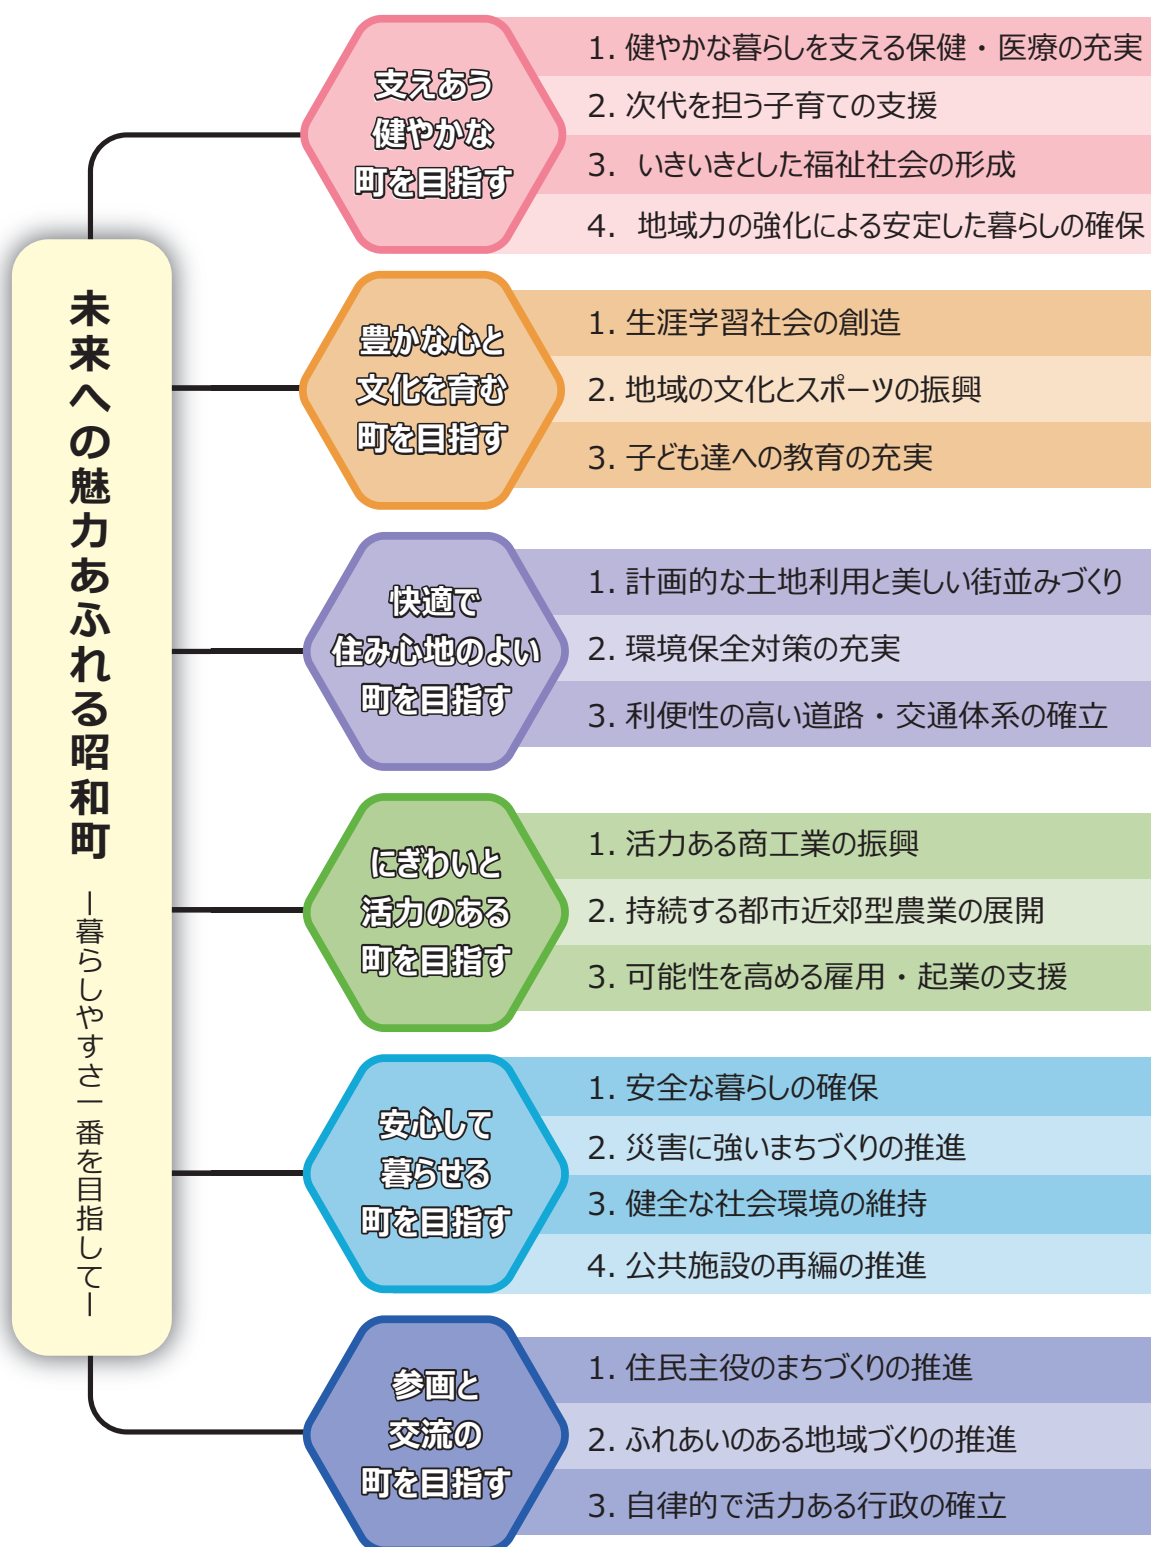 未来への魅力あふれる昭和町
ー暮らしやすさ一番を目指してー
支えあう
健やかな
町を目指す
1. 健やかな暮らしを支える保健・医療の充実
2. 次代を担う子育ての支援
3. いきいきとした福祉社会の形成
4. 地域力の強化による安定した暮らしの確保
豊かな心と
文化を育む
町を目指す
1. 生涯学習社会の創造
2. 地域の文化とスポーツの振興
3. 子ども達への教育の充実
快適で
住み心地のよい
町を目指す
1. 計画的な土地利用と美しい街並みづくり
2. 環境保全対策の充実
3. 利便性の高い道路・交通体系の確立
にぎわいと
活力のある
町を目指す
1. 活力ある商工業の振興
2. 持続する都市近郊型農業の展開
3. 可能性を高める雇用・起業の支援
安心して
暮らせる
町を目指す
1. 安全な暮らしの確保
2. 災害に強いまちづくりの推進
3. 健全な社会環境の維持
4. 公共施設の再編の推進
参画と
交流の
町を目指す
1. 住民主役のまちづくりの推進
2. ふれあいのある地域づくりの推進
3. 自律的で活力ある行政の確立